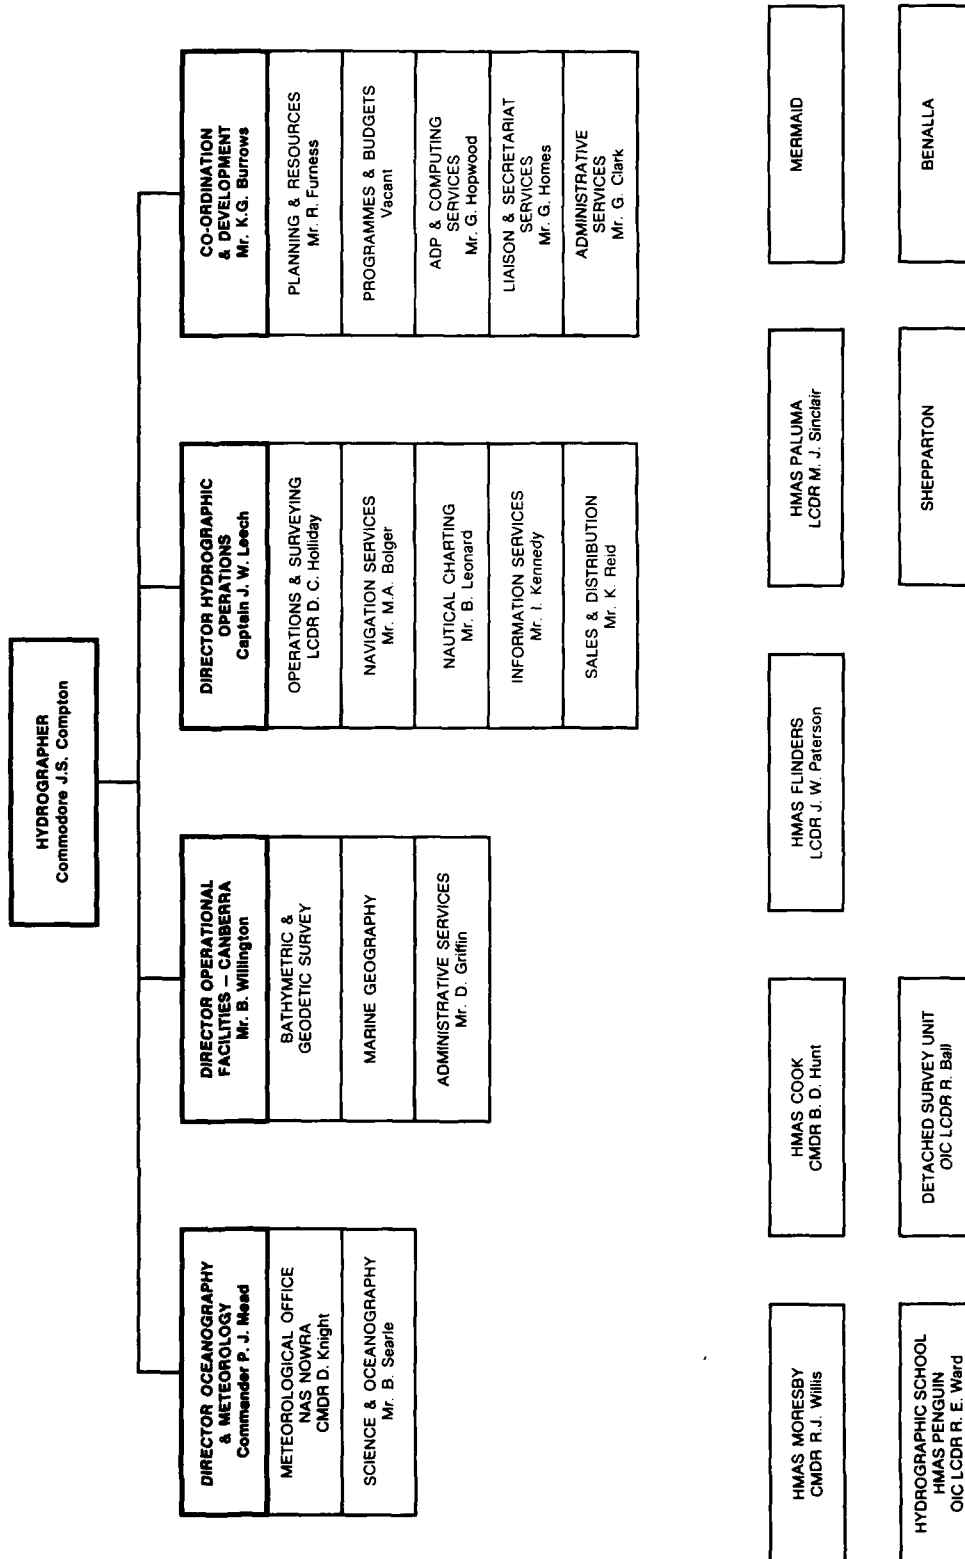 HYDROGRAPHER
Commodore J.S. Compton
DIRECTOR OCEANOGRAPHY
& METEOROLOGY
Commander P. J. Mead
METEOROLOGICAL OFFICE
NAS NOWRA
CMDR D. Knight
SCIENCE & OCEANOGRAPHY
Mr. B. Searle
DIRECTOR OPERATIONAL
FACILITIES – CANBERRA
Mr. B. Willington
BATHYMETRIC &
GEODETIC SURVEY
MARINE GEOGRAPHY
ADMINISTRATIVE SERVICES
Mr. D. Griffin
DIRECTOR HYDROGRAPHIC
OPERATIONS
Captain J. W. Leech
OPERATIONS & SURVEYING
LCDR D. C. Holliday
NAVIGATION SERVICES
Mr. M.A. Bolger
NAUTICAL CHARTING
Mr. B. Leonard
INFORMATION SERVICES
Mr. I. Kennedy
SALES & DISTRIBUTION
Mr. K. Reid
CO-ORDINATION
& DEVELOPMENT
Mr. K.G. Burrows
PLANNING & RESOURCES
Mr. R. Furness
PROGRAMMES & BUDGETS
Vacant
ADP & COMPUTING
SERVICES
Mr. G. Hopwood
LIAISON & SECRETARIAT
SERVICES
Mr. G. Homes
ADMINISTRATIVE
SERVICES
Mr. G. Clark
HMAS MORESBY
CMDR R.J. Willis
HMAS COOK
CMDR B. D. Hunt
HMAS FLINDERS
LCDR J. W. Paterson
HMAS PALUMA
LCDR M. J. Sinclair
MERMAID
HYDROGRAPHIC SCHOOL
HMAS PENGUIN
OIC LCDR R. E. Ward
DETACHED SURVEY UNIT
OIC LCDR R. Ball
SHEPPARTON
BENALLA